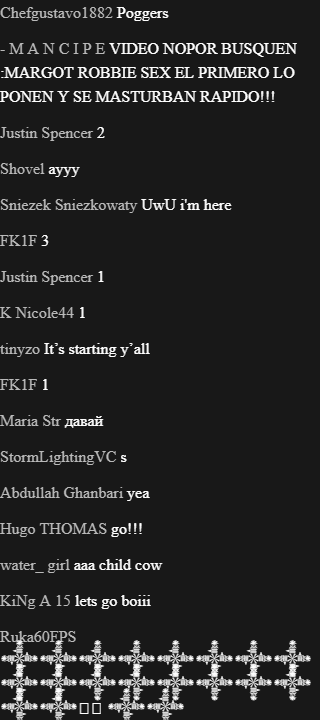 Chefgustavo1882 Poggers
- M A N C I P E VIDEO NOPOR BUSQUEN
:MARGOT ROBBIE SEX EL PRIMERO LO
PONEN Y SE MASTURBAN RAPIDO!!!
Justin Spencer 2
Shovel ayyy
Sniezek Sniezkowaty UwU i'm here
FK1F 3
Justin Spencer 1
K Nicole44 1
tinyzo It’s starting y’all
FK1F 1
Maria Str давай
StormLightingVC s
Abdullah Ghanbari yea
Hugo THOMAS go!!!
water_ girl aaa child cow
KiNg A 15 lets go boiii
Ruka60FPS